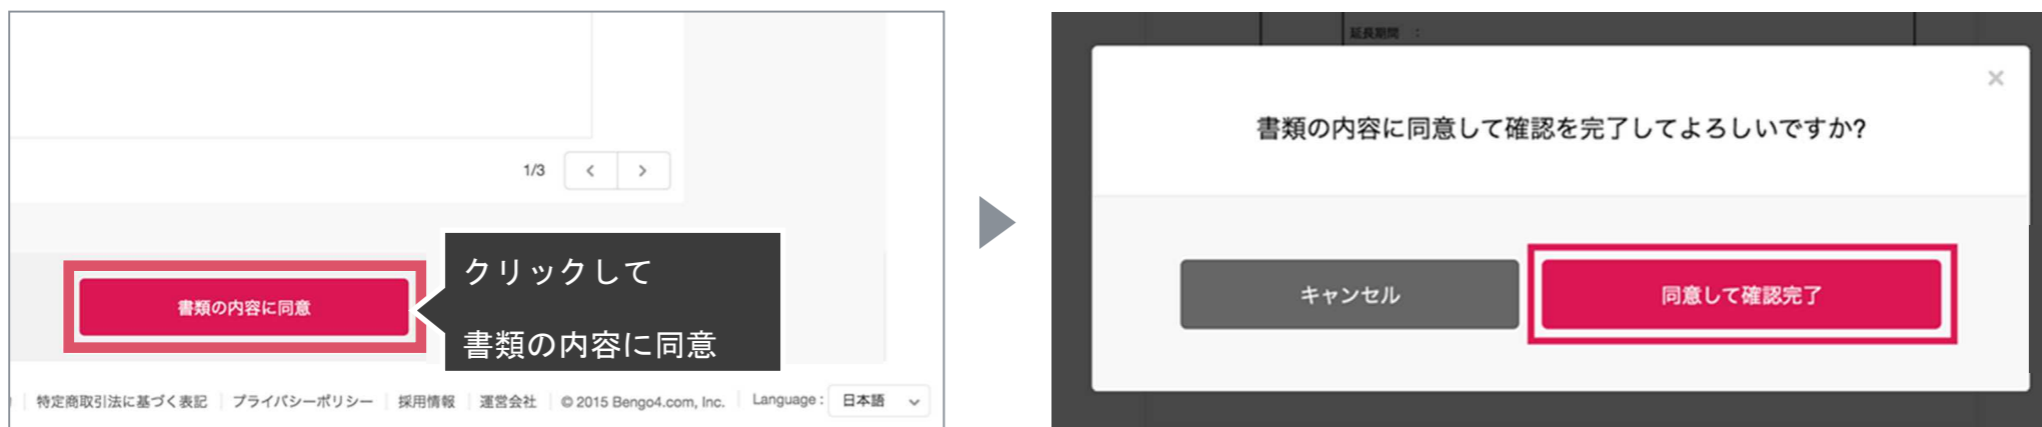 1/3
書類の内容に同意
クリックして
書類の内容に同意
特定商取引法に基づく表記 プライバシーポリシー 採用情報 運営会社 © 2015 Bengo4.com, Inc. Language : 日本語
延長期間 :
書類の内容に同意して確認を完了してよろしいですか?
キャンセル 同意して確認完了